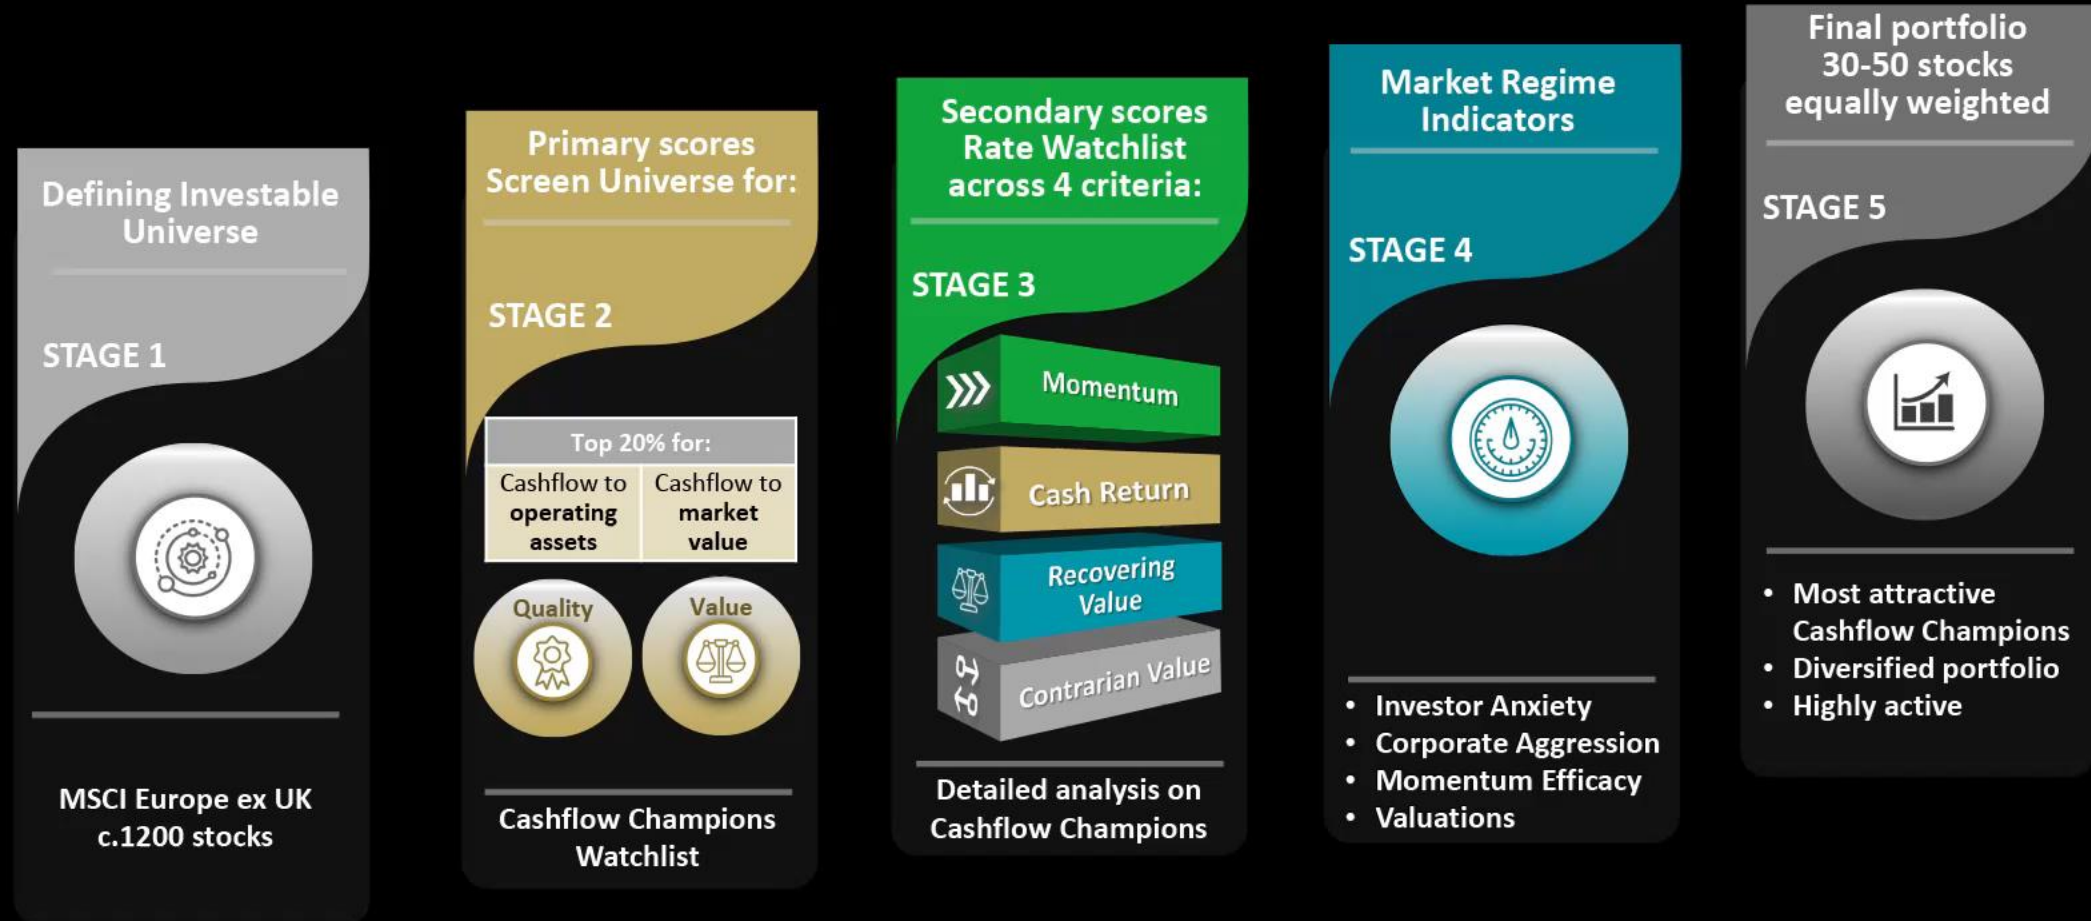 Defining Investable
Universe
STAGE 1
MSCI Europe ex UK
c.1200 stocks
Primary scores
Screen Universe for:
STAGE 2
Top 20% for:
Cashflow to
operating
assets
Cashflow to
market
value
Quality
Value
Cashflow Champions
Watchlist
Secondary scores
Rate Watchlist
across 4 criteria:
STAGE 3
Momentum
Cash Return
Recovering
Value
Contrarian Value
Detailed analysis on
Cashflow Champions
Market Regime
Indicators
STAGE 4
• Investor Anxiety
• Corporate Aggression
• Momentum Efficacy
• Valuations
Final portfolio
30-50 stocks
equally weighted
STAGE 5
• Most attractive
Cashflow Champions
• Diversified portfolio
• Highly active